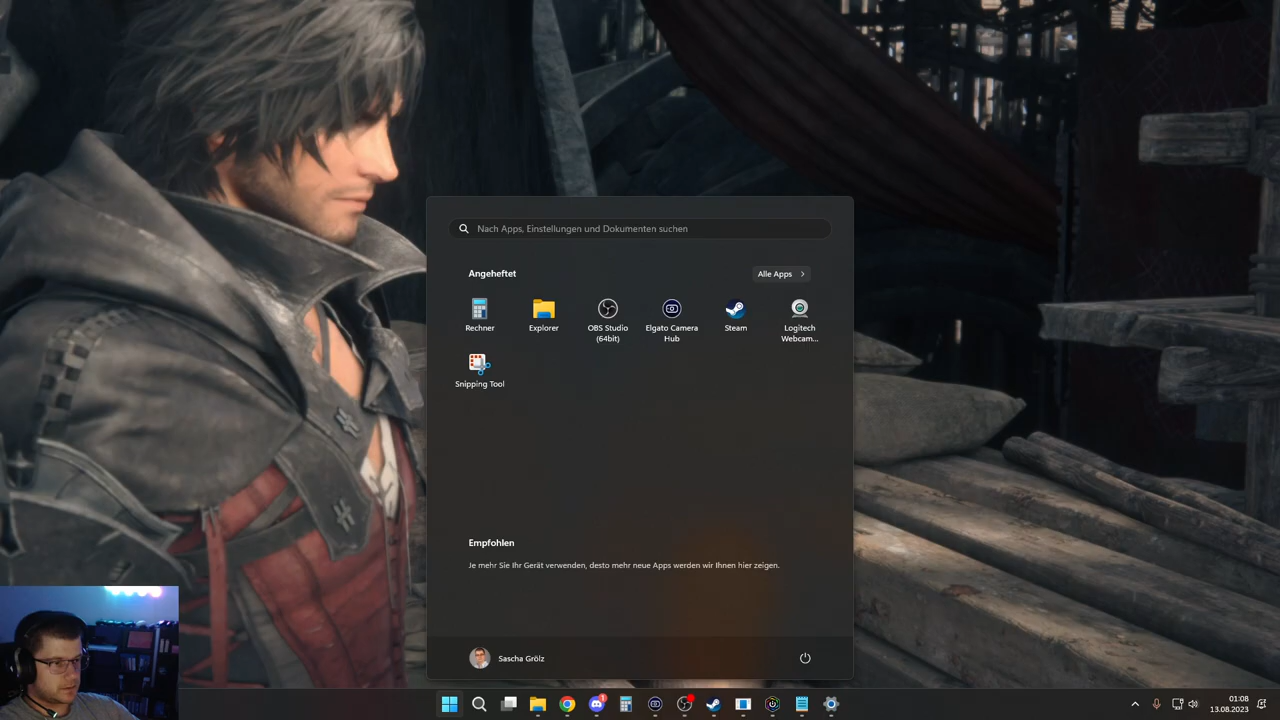 Nach Apps, Einstellungen und Dokumenten suchen
Angeheftet
Alle Apps
Rechner
Explorer
OBS Studio
(64bit)
Elgato Camera
Hub
Steam
Logitech
Webcam...
Snipping Tool
Empfohlen
Je mehr Sie Ihr Gerät verwenden, desto mehr neue Apps werden wir Ihnen hier zeigen.
Sascha Grölz
1
01:08
13.08.2023